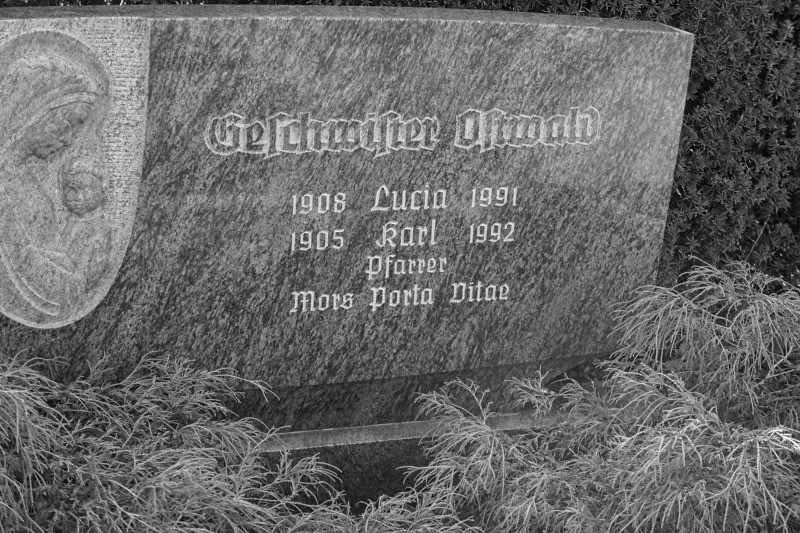 Geschwister Oswald
1908 Lucia 1991
1905 Karl 1992
Pfarrer
Mors Porta Vitae